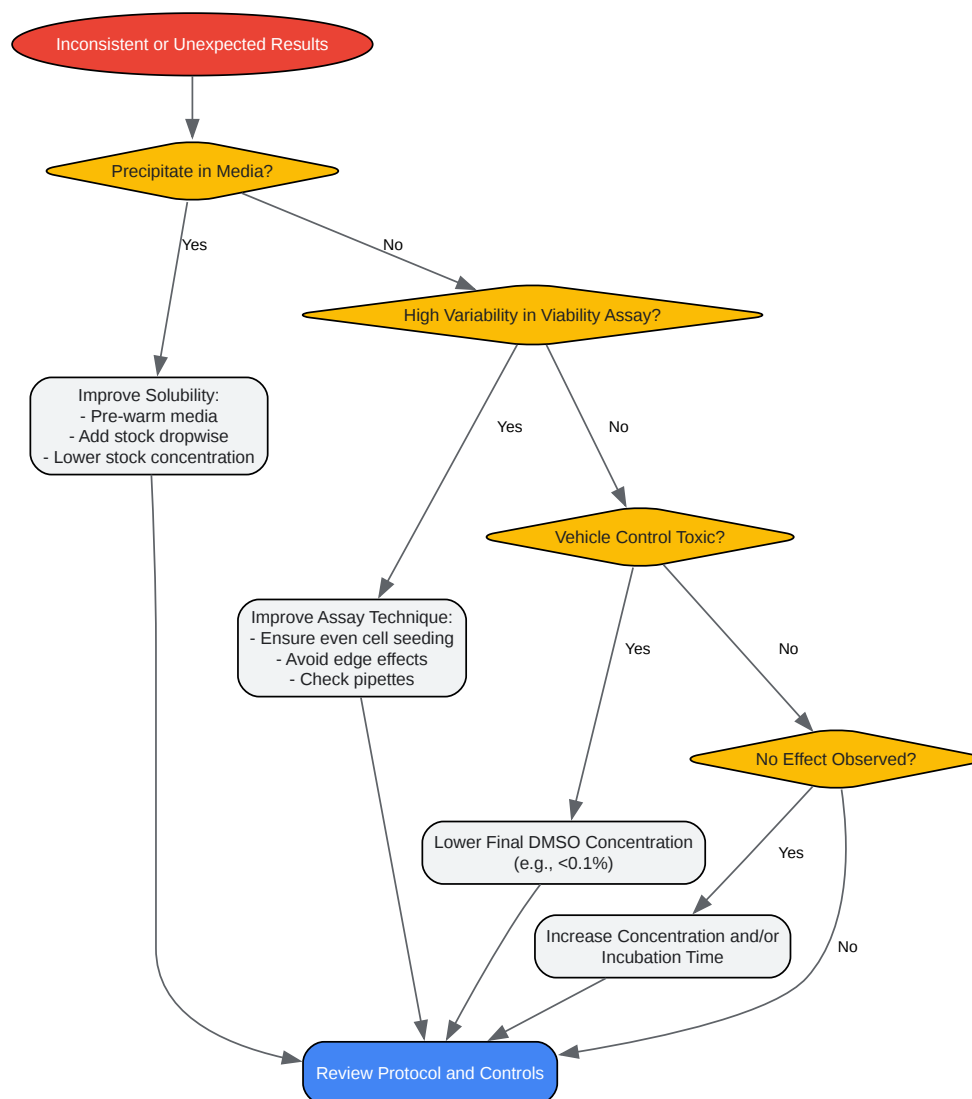 Inconsistent or Unexpected Results
Precipitate in Media?
Yes
No
High Variability in Viability Assay?
Improve Solubility:
- Pre-warm media
- Add stock dropwise
- Lower stock concentration
Yes
No
Vehicle Control Toxic?
Improve Assay Technique:
- Ensure even cell seeding
- Avoid edge effects
- Check pipettes
Yes
No
No Effect Observed?
Lower Final DMSO Concentration
(e.g., <0.1%)
Yes
Increase Concentration and/or
Incubation Time
No
Review Protocol and Controls